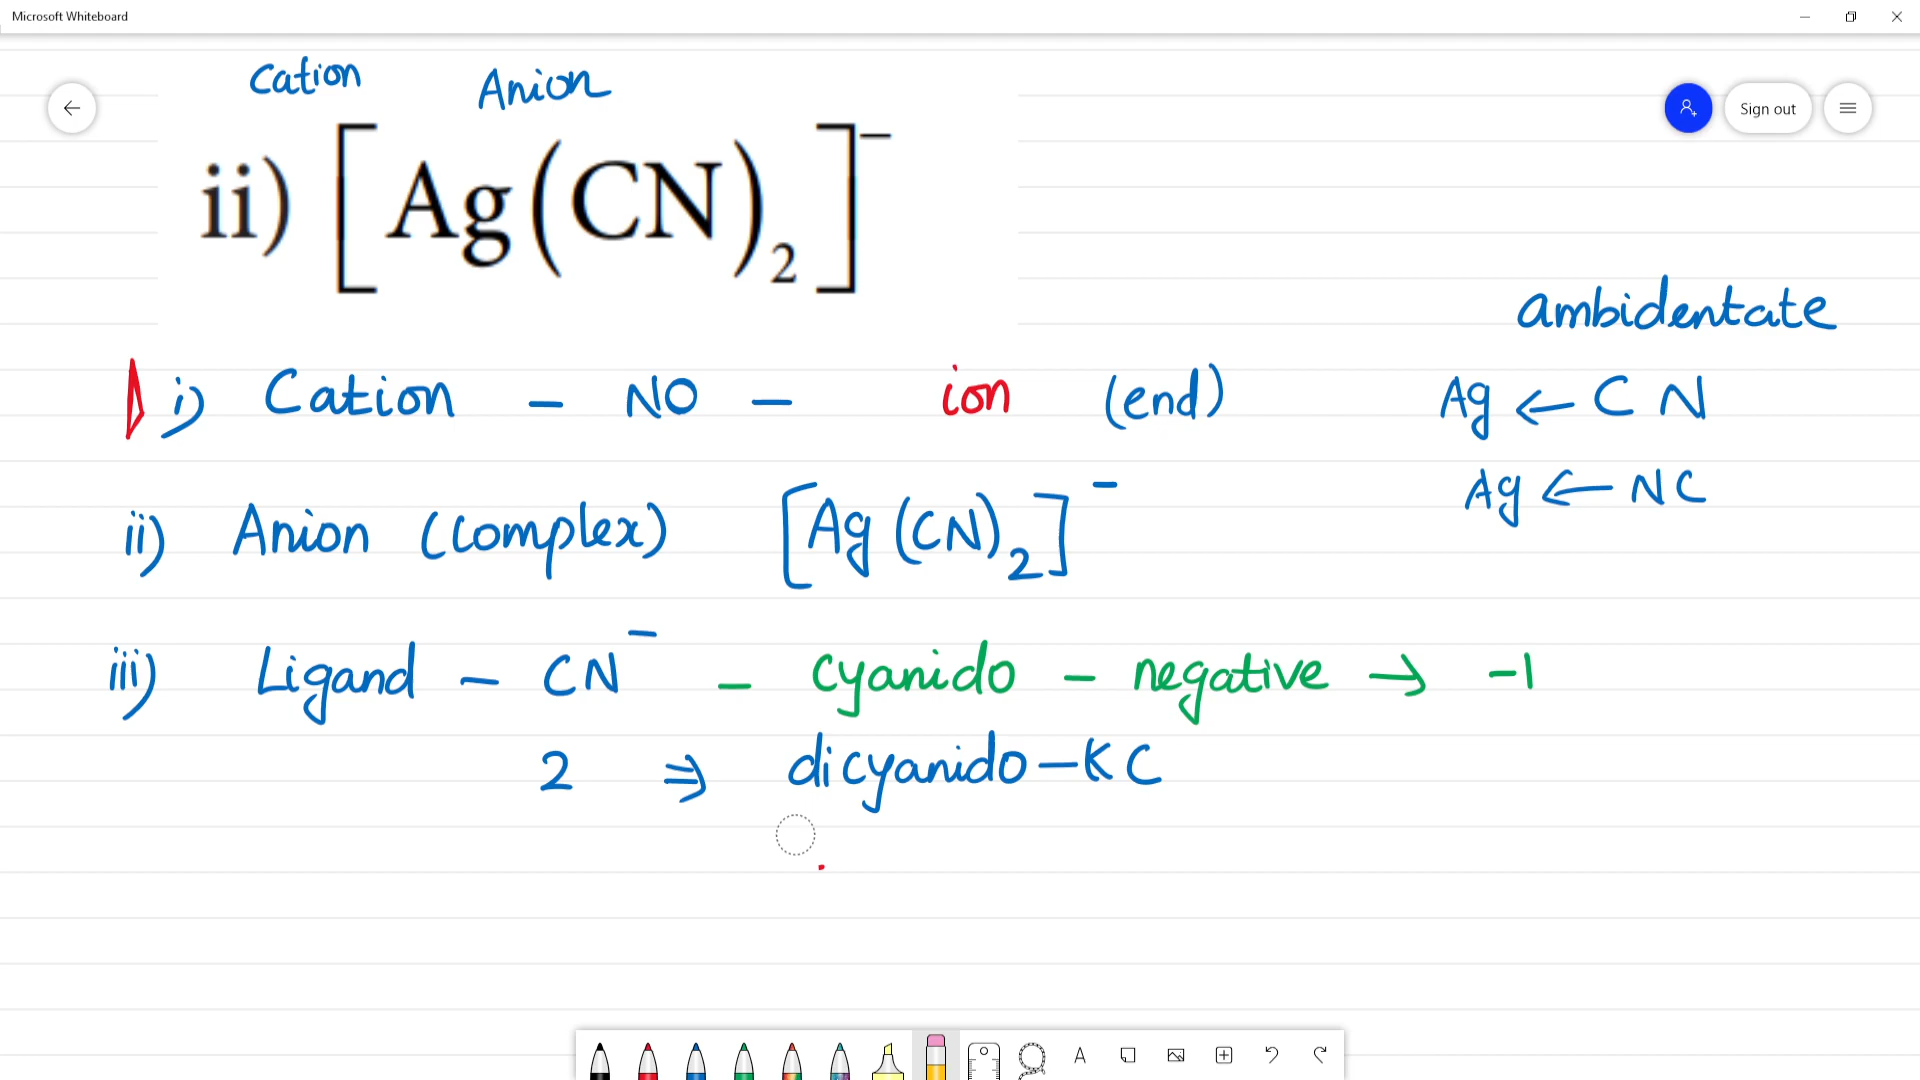 Microsoft Whiteboard
Cation Anion
ii) [Ag(CN)₂]⁻
Sign out
ambidentate
i) Cation - NO - ion (end)
Ag ← CN
Ag ← NC
ii) Anion (complex) [Ag(CN)₂]⁻
iii) Ligand - CN⁻ - cyanido - negative → -1
2 ⇒ dicyanido-KC
A